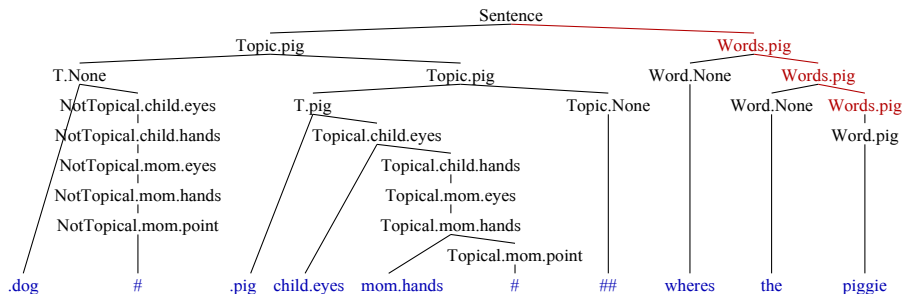 Sentence
Topic.pig Words.pig
T.None Topic.pig Word.None Words.pig
NotTopical.child.eyes T.pig Topic.None Word.None Words.pig
NotTopical.child.hands Topical.child.eyes Word.pig
NotTopical.mom.eyes Topical.child.hands
NotTopical.mom.hands Topical.mom.eyes
NotTopical.mom.point Topical.mom.hands
Topical.mom.point
.dog # .pig child.eyes mom.hands # ## wheres the piggie